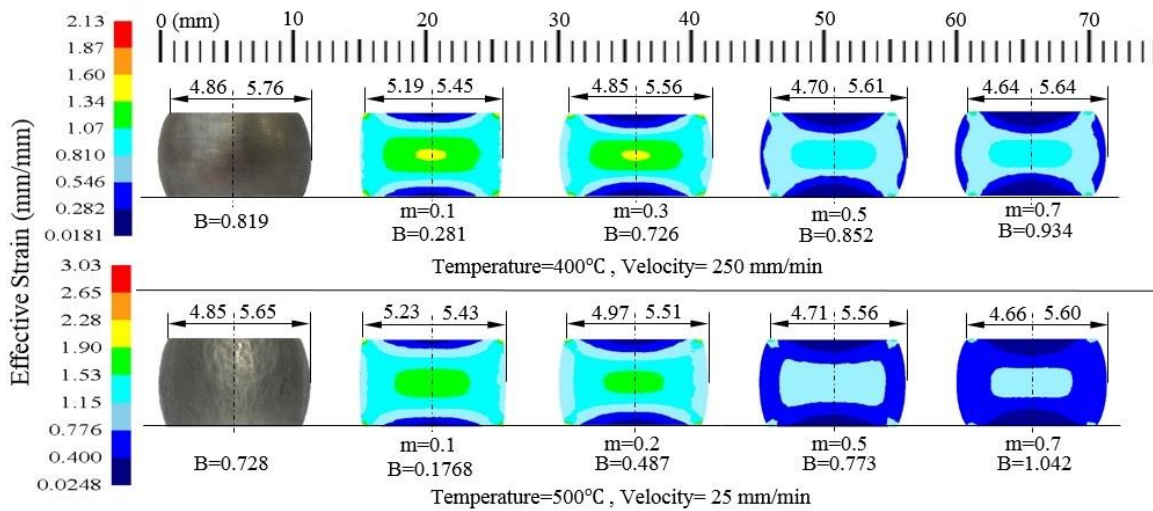 0 (mm) 10 20 30 40 50 60 70
Effective Strain (mm/mm)
2.13
1.87
1.60
1.34
1.07
0.810
0.546
0.282
0.0181
4.86 5.76
5.19 5.45
4.85 5.56
4.70 5.61
4.64 5.64
B=0.819
m=0.1
B=0.281
m=0.3
B=0.726
m=0.5
B=0.852
m=0.7
B=0.934
Temperature=400℃ , Velocity= 250 mm/min
3.03
2.65
2.28
1.90
1.53
1.15
0.776
0.400
0.0248
4.85 5.65
5.23 5.43
4.97 5.51
4.71 5.56
4.66 5.60
B=0.728
m=0.1
B=0.1768
m=0.2
B=0.487
m=0.5
B=0.773
m=0.7
B=1.042
Temperature=500℃ , Velocity= 25 mm/min